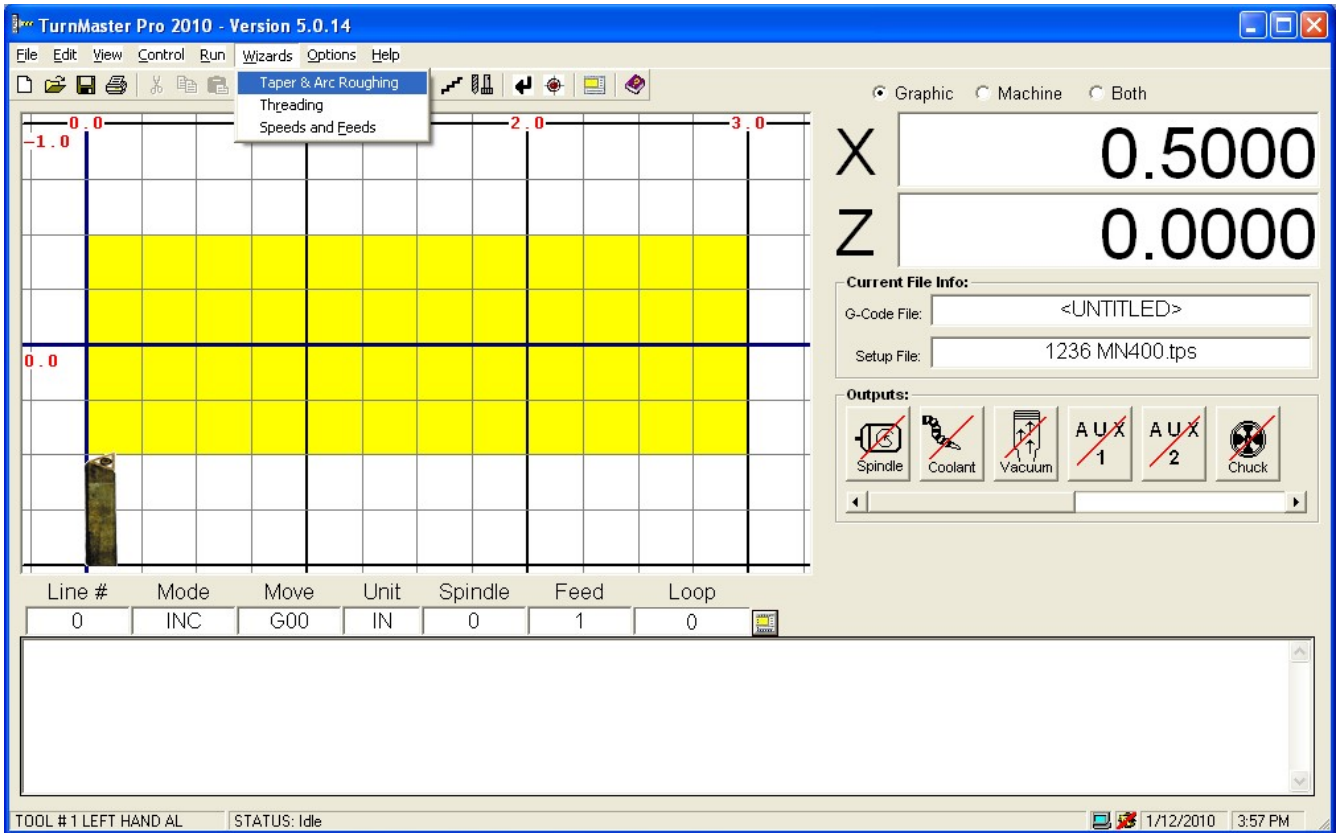 TurnMaster Pro 2010 - Version 5.0.14
File Edit View Control Run Wizards Options Help
Taper & Arc Roughing
Threading
Speeds and Feeds
Graphic Machine Both
0.0 2.0 3.0
-1.0
0.0
X 0.5000
Z 0.0000
Current File Info:
G-Code File: <UNTITLED>
Setup File: 1236 MN400.tps
Outputs:
Spindle
Coolant
Vacuum
AUX 1
AUX 2
Chuck
Line # Mode Move Unit Spindle Feed Loop
0 INC G00 IN 0 1 0
TOOL # 1 LEFT HAND AL STATUS: Idle 1/12/2010 3:57 PM